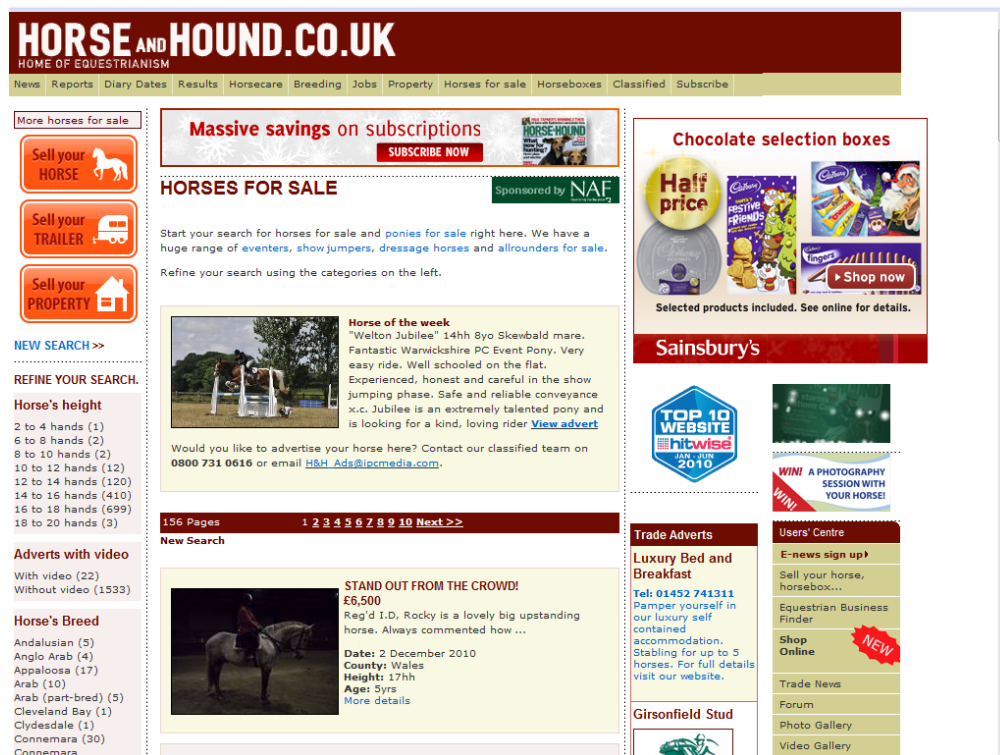 HORSE AND HOUND.CO.UK
HOME OF EQUESTRIANISM
News Reports Diary Dates Results Horsecare Breeding Jobs Property Horses for sale Horseboxes Classified Subscribe
More horses for sale
Sell your
HORSE
Sell your
TRAILER
Sell your
PROPERTY
NEW SEARCH >>
REFINE YOUR SEARCH.
Horse's height
2 to 4 hands (1)
6 to 8 hands (2)
8 to 10 hands (2)
10 to 12 hands (12)
12 to 14 hands (120)
14 to 16 hands (410)
16 to 18 hands (699)
18 to 20 hands (3)
Adverts with video
With video (22)
Without video (1533)
Horse's Breed
Andalusian (5)
Anglo Arab (4)
Appaloosa (17)
Arab (10)
Arab (part-bred) (5)
Cleveland Bay (1)
Clydesdale (1)
Connemara (30)
Connemara
Massive savings on subscriptions
SUBSCRIBE NOW
HORSE&HOUND
HORSES FOR SALE
Sponsored by NAF
Start your search for horses for sale and ponies for sale right here. We have a
huge range of eventers, show jumpers, dressage horses and allrounders for sale.
Refine your search using the categories on the left.
Horse of the week
"Welton Jubilee" 14hh 8yo Skewbald mare.
Fantastic Warwickshire PC Event Pony. Very
easy ride. Well schooled on the flat.
Experienced, honest and careful in the show
jumping phase. Safe and reliable conveyance
x.c. Jubilee is an extremely talented pony and
is looking for a kind, loving rider View advert
Would you like to advertise your horse here? Contact our classified team on
0800 731 0616 or email H&H_Ads@ipcmedia.com.
156 Pages 1 2 3 4 5 6 7 8 9 10 Next >>
New Search
STAND OUT FROM THE CROWD!
£6,500
Reg'd I.D, Rocky is a lovely big upstanding
horse. Always commented how ...
Date: 2 December 2010
County: Wales
Height: 17hh
Age: 5yrs
More details
Chocolate selection boxes
Half
price
Cadbury
FESTIVE
FRIENDS
Cadbury
Cadbury
fingers
Shop now
Selected products included. See online for details.
Sainsbury's
TOP 10
WEBSITE
hitwise
JAN - JUN
2010
WIN! A PHOTOGRAPHY
SESSION WITH
YOUR HORSE!
WIN!
Trade Adverts
Luxury Bed and
Breakfast
Tel: 01452 741311
Pamper yourself in
our luxury self
contained
accommodation.
Stabling for up to 5
horses. For full details
visit our website.
Girsonfield Stud
Users' Centre
E-news sign up
Sell your horse,
horsebox...
Equestrian Business
Finder
Shop
Online
NEW
Trade News
Forum
Photo Gallery
Video Gallery